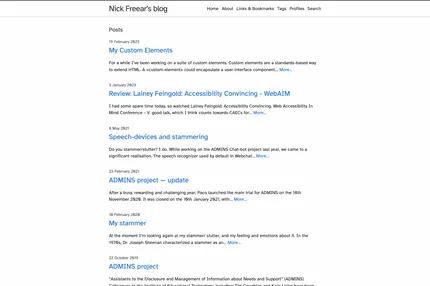 Nick Freear's blog
Home About Links & Bookmarks Tags Profiles Search
Posts
19 February 2023
My Custom Elements
For a while I've been working on a suite of custom elements. Custom elements are a standards-based way
to extend HTML. A <custom-element> could encapsulate a user-interface component… More…
3 January 2022
Review: Lainey Feingold: Accessibility Convincing - WebAIM
I had some spare time today, so watched Lainey Feingold: Accessibility Convincing, Web Accessibility In
Mind Conference - V. good talk, which I think counts towards CAECs for… More…
8 May 2021
Speech-devices and stammering
Do you stammer/stutter? I do. While working on the ADMINS Chat-bot project last year, we came to a
significant realisation. The speech recognizer used by default in Webchat… More…
23 February 2021
ADMINS project — update
After a busy, rewarding and challenging year, Paco launched the main trial for ADMINS on the 10th
November 2020. It was closed on the 10th January 2021, with… More…
18 February 2020
My stammer
At the moment I'm looking again at my stammer/ stutter, and my feeling and emotions about it. In the
1970s, Dr. Joseph Sheehan characterized a stammer as an… More…
22 October 2019
ADMINS project
"Assistants to the Disclosure and Management of Information about Needs and Support" (ADMINS)